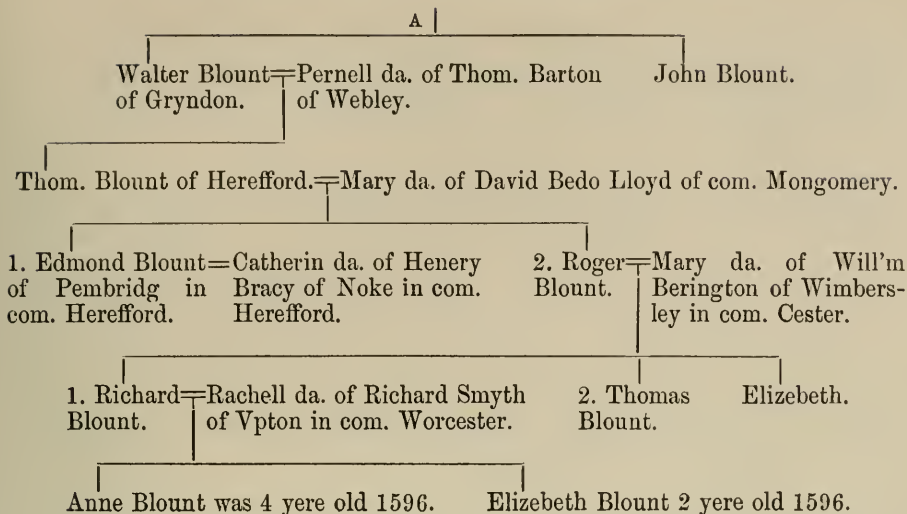 A
Walter Blount=Pernell da. of Thom. Barton
of Gryndon.
of Webley.
John Blount.
Thom. Blount of Herefford.=Mary da. of David Bedo Lloyd of com. Mongomery.
1. Edmond Blount=Catherin da. of Henery
of Pembridg in
Bracy of Noke in com.
com. Herefford.
Herefford.
2. Roger=Mary da. of Will'm
Blount.
Berington of Wimbers-
ley in com. Cester.
1. Richard=Rachell da. of Richard Smyth
Blount.
of Vpton in com. Worcester.
2. Thomas
Blount.
Elizebeth.
Anne Blount was 4 yere old 1596.
Elizebeth Blount 2 yere old 1596.